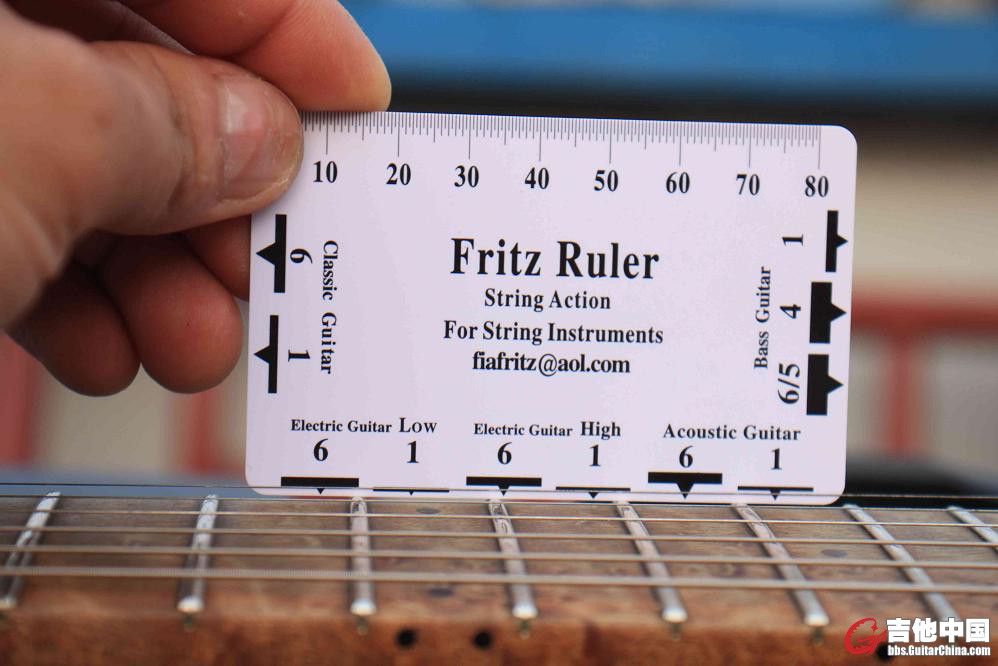 10 20 30 40 50 60 70 80
Fritz Ruler
String Action
For String Instruments
fiafritz@aol.com
Classic Guitar
6
1
Bass Guitar
1
4
6/5
Electric Guitar Low
6 1
Electric Guitar High
6 1
Acoustic Guitar
6 1
吉他中国
bbs.GuitarChina.com